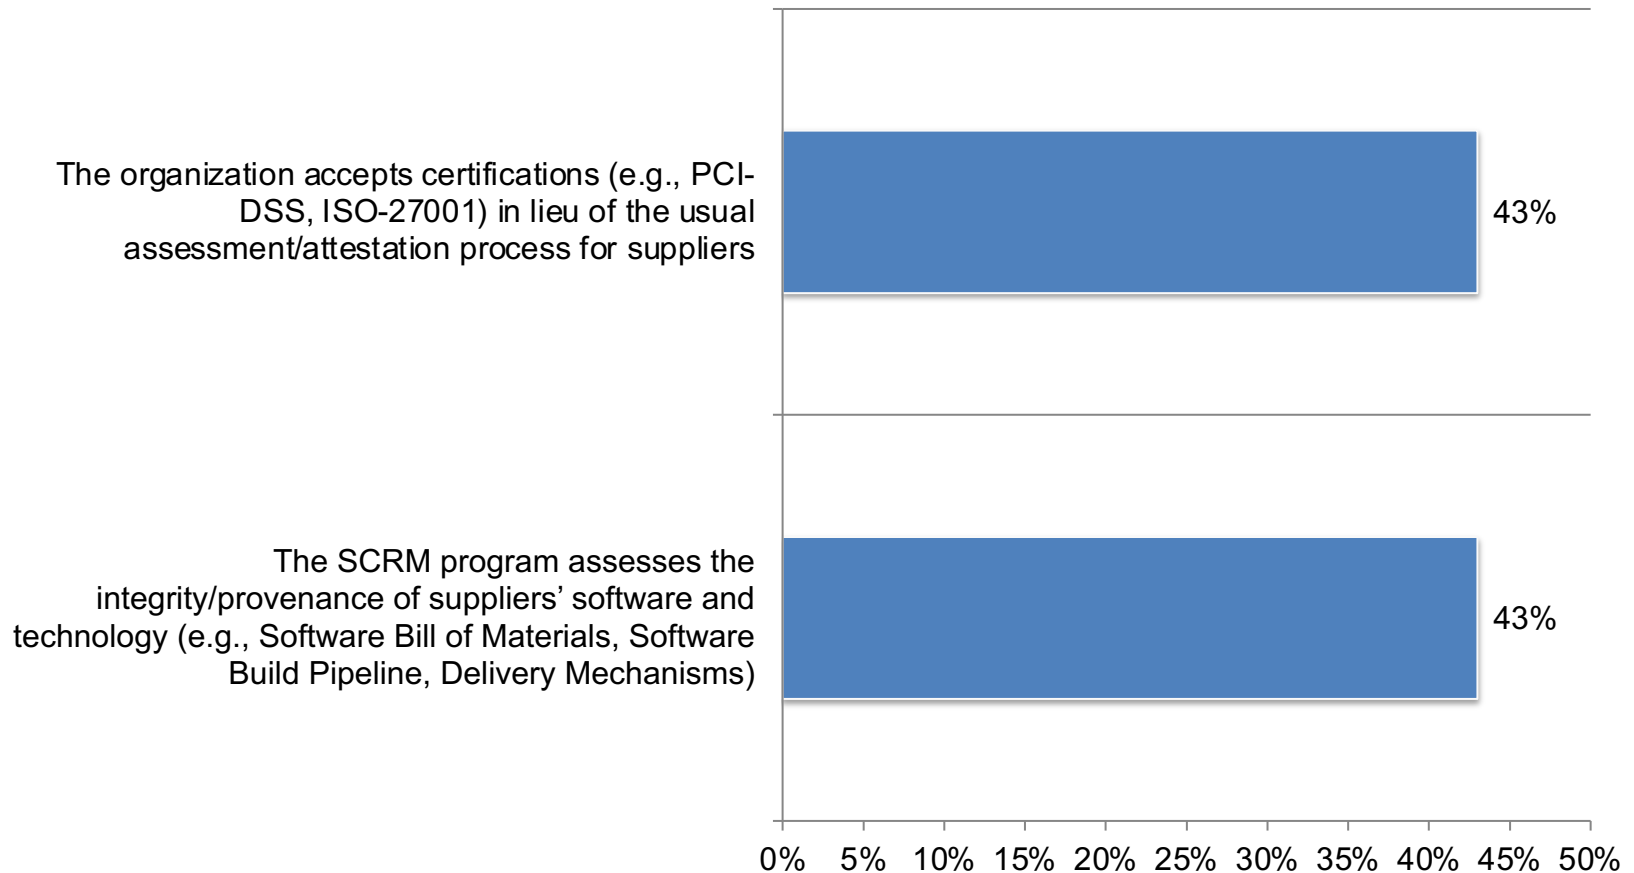 The organization accepts certifications (e.g., PCI-
DSS, ISO-27001) in lieu of the usual
assessment/attestation process for suppliers
43%
The SCRM program assesses the
integrity/provenance of suppliers’ software and
technology (e.g., Software Bill of Materials, Software
Build Pipeline, Delivery Mechanisms)
43%
0% 5% 10% 15% 20% 25% 30% 35% 40% 45% 50%